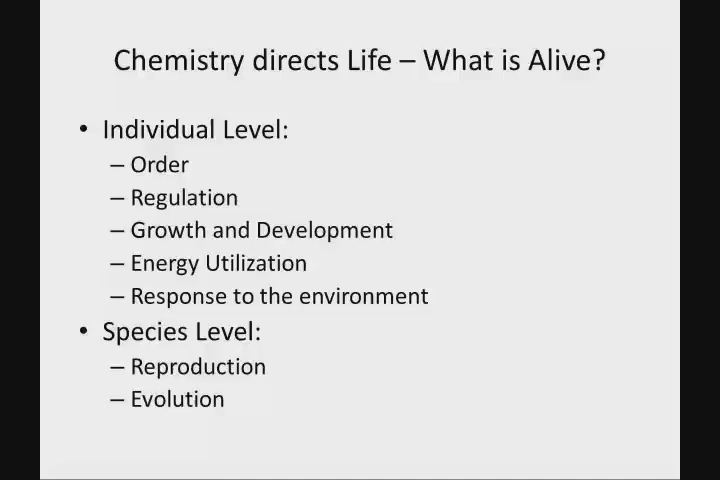 Chemistry directs Life – What is Alive?
• Individual Level:
– Order
– Regulation
– Growth and Development
– Energy Utilization
– Response to the environment
• Species Level:
– Reproduction
– Evolution